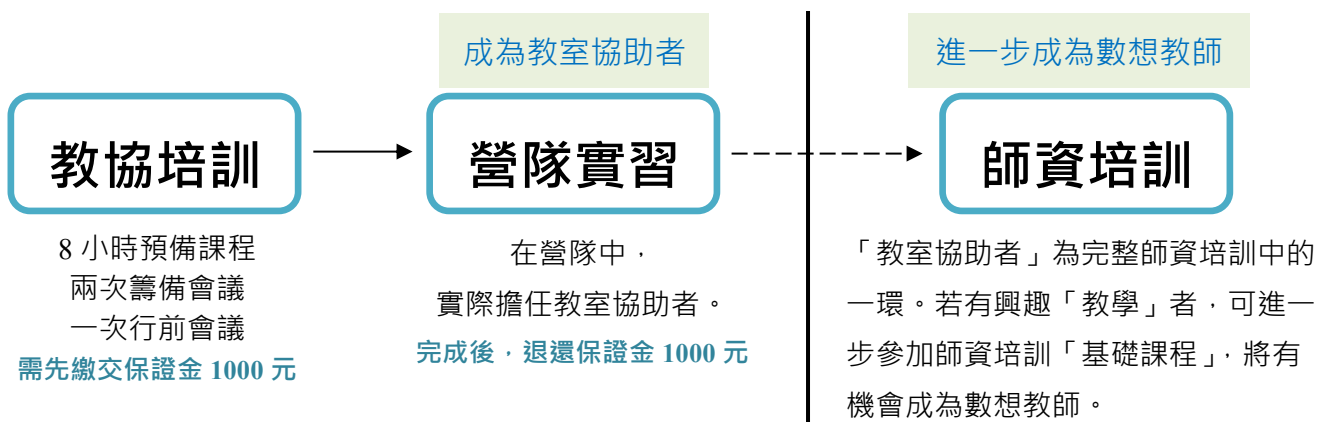 成為教室協助者
進一步成為數想教師
教協培訓
營隊實習
師資培訓
8 小時預備課程
兩次籌備會議
一次行前會議
需先繳交保證金 1000 元
在營隊中，
實際擔任教室協助者。
完成後，退還保證金 1000 元
「教室協助者」為完整師資培訓中的
一環。若有興趣「教學」者，可進一
步參加師資培訓「基礎課程」，將有
機會成為數想教師。